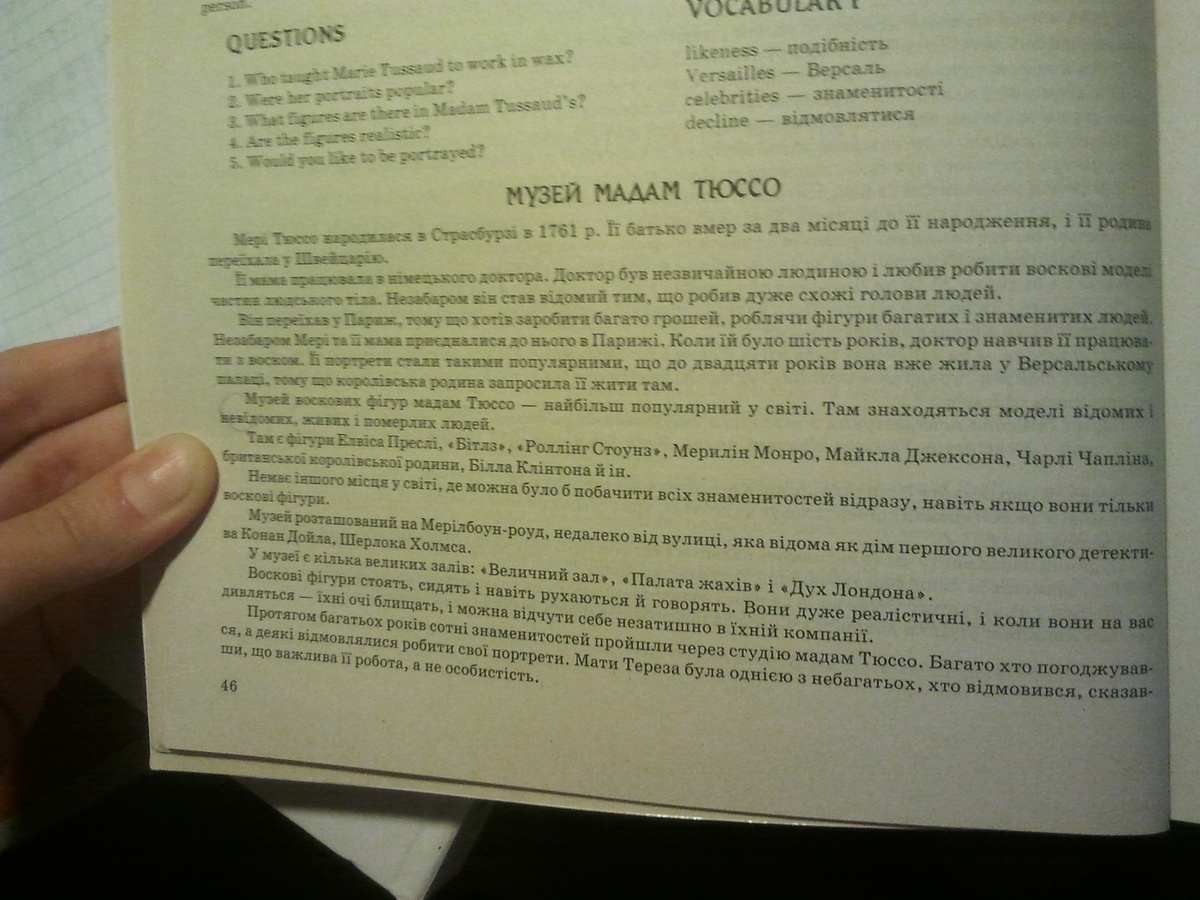 person.
QUESTIONS
1. Who taught Marie Tussaud to work in wax?
2. Were her portraits popular?
3. What figures are there in Madam Tussaud's?
4. Are the figures realistic?
5. Would you like to be portrayed?
VOCABULARY
likeness — подібність
Versailles — Версаль
celebrities — знаменитості
decline — відмовлятися
МУЗЕЙ МАДАМ ТЮССО
Мері Тюссо народилася в Страсбурзі в 1761 р. Її батько вмер за два місяці до її народження, і її родина
переїхала у Швейцарію.
Її мама працювала в німецького доктора. Доктор був незвичайною людиною і любив робити воскові моделі
частин людського тіла. Незабаром він став відомий тим, що робив дуже схожі голови людей.
Він переїхав у Париж, тому що хотів заробити багато грошей, роблячи фігури багатих і знаменитих людей.
Незабаром Мері та її мама приєдналися до нього в Парижі. Коли їй було шість років, доктор навчив її працюва-
ти з воском. Її портрети стали такими популярними, що до двадцяти років вона вже жила у Версальському
палаці, тому що королівська родина запросила її жити там.
Музей воскових фігур мадам Тюссо — найбільш популярний у світі. Там знаходяться моделі відомих і
невідомих, живих і померлих людей.
Там є фігури Елвіса Преслі, «Бітлз», «Роллінг Стоунз», Мерилін Монро, Майкла Джексона, Чарлі Чапліна,
британської королівської родини, Білла Клінтона й ін.
Немає іншого місця у світі, де можна було б побачити всіх знаменитостей відразу, навіть якщо вони тільки
воскові фігури.
Музей розташований на Мерілбоун-роуд, недалеко від вулиці, яка відома як дім першого великого детекти-
ва Конан Дойла, Шерлока Холмса.
У музеї є кілька великих залів: «Величний зал», «Палата жахів» і «Дух Лондона».
Воскові фігури стоять, сидять і навіть рухаються й говорять. Вони дуже реалістичні, і коли вони на вас
дивляться — їхні очі блищать, і можна відчути себе незатишно в їхній компанії.
Протягом багатьох років сотні знаменитостей пройшли через студію мадам Тюссо. Багато хто погоджував-
ся, а деякі відмовлялися робити свої портрети. Мати Тереза була однією з небагатьох, хто відмовився, сказав-
ши, що важлива її робота, а не особистість.
46